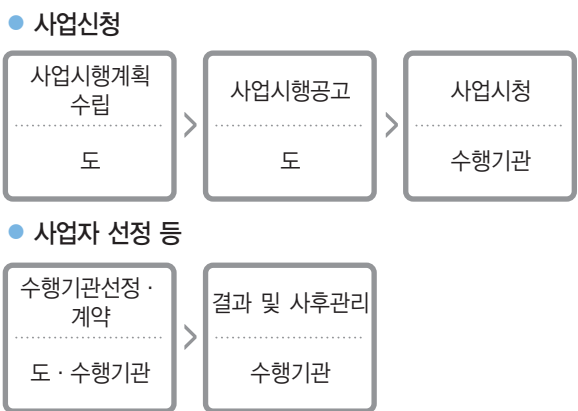 사업신청
사업시행계획
수립
도
사업시행공고
도
사업시청
수행기관
사업자 선정 등
수행기관선정 ·
계약
도 · 수행기관
결과 및 사후관리
수행기관